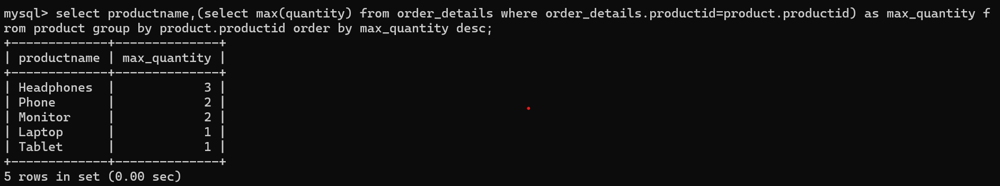 mysql> select productname,(select max(quantity) from order_details where order_details.productid=product.productid) as max_quantity f
rom product group by product.productid order by max_quantity desc;
+-------------+--------------+
| productname | max_quantity |
+-------------+--------------+
| Headphones  |            3 |
| Phone       |            2 |
| Monitor     |            2 |
| Laptop      |            1 |
| Tablet      |            1 |
+-------------+--------------+
5 rows in set (0.00 sec)